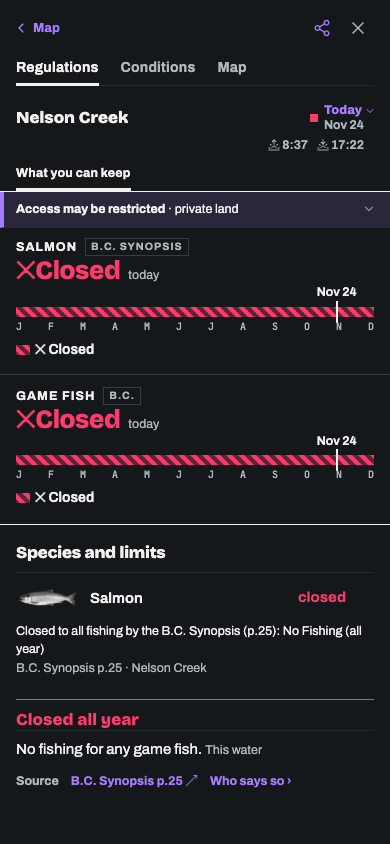 Map
Regulations Conditions Map
Nelson Creek
Today
Nov 24
8:37 17:22
What you can keep
Access may be restricted · private land
SALMON B.C. SYNOPSIS
Closed today
Nov 24
J F M A M J J A S O N D
Closed
GAME FISH B.C.
Closed today
Nov 24
J F M A M J J A S O N D
Closed
Species and limits
Salmon closed
Closed to all fishing by the B.C. Synopsis (p.25): No Fishing (all
year)
B.C. Synopsis p.25 · Nelson Creek
Closed all year
No fishing for any game fish. This water
Source B.C. Synopsis p.25 ↗ Who says so ›